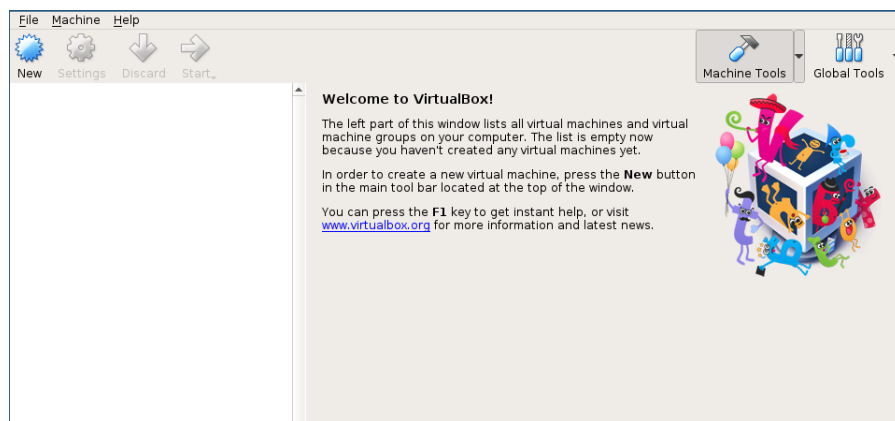 File Machine Help
New Settings Discard Start
Machine Tools Global Tools
Welcome to VirtualBox!
The left part of this window lists all virtual machines and virtual
machine groups on your computer. The list is empty now
because you haven't created any virtual machines yet.
In order to create a new virtual machine, press the New button
in the main tool bar located at the top of the window.
You can press the F1 key to get instant help, or visit
www.virtualbox.org for more information and latest news.